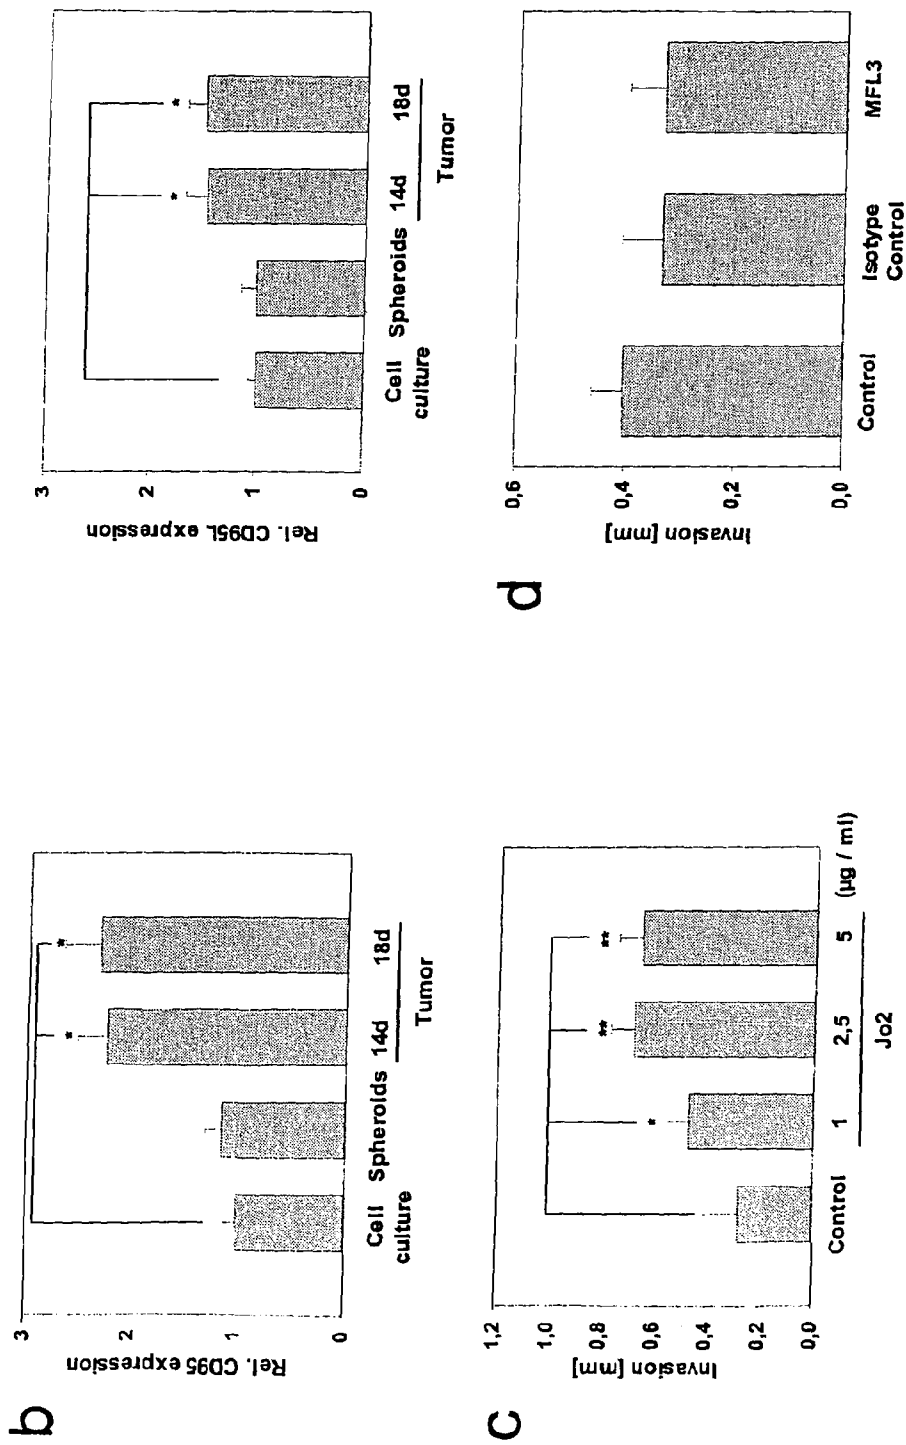 b
Rel. CD95 expression
3
2
1
0
Cell culture
Spheroids
14d
18d
Tumor
*
*
Rel. CD95L expression
3
2
1
0
Cell culture
Spheroids
14d
18d
Tumor
*
*
c
Invasion [mm]
1,2
1,0
0,8
0,6
0,4
0,2
0,0
Control
1
2,5
5
(µg / ml)
Jo2
*
**
**
d
Invasion [mm]
0,6
0,4
0,2
0,0
Control
Isotype Control
MFL3